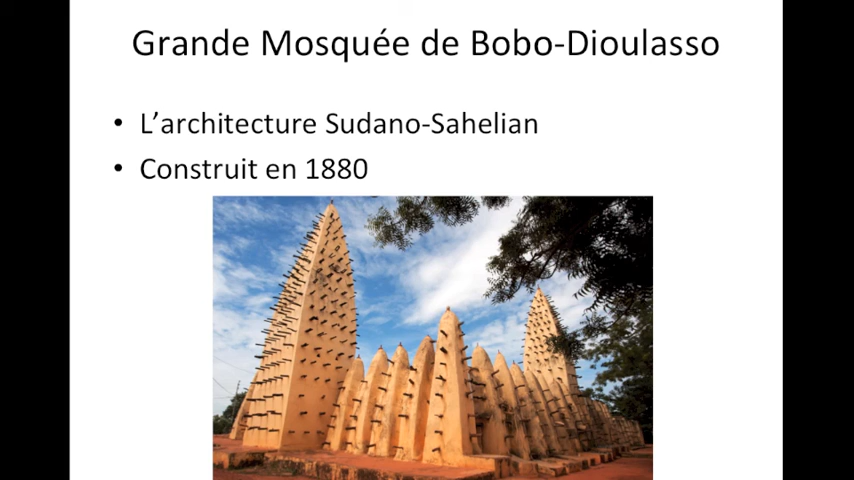 Grande Mosquée de Bobo-Dioulasso
• L’architecture Sudano-Sahelian
• Construit en 1880